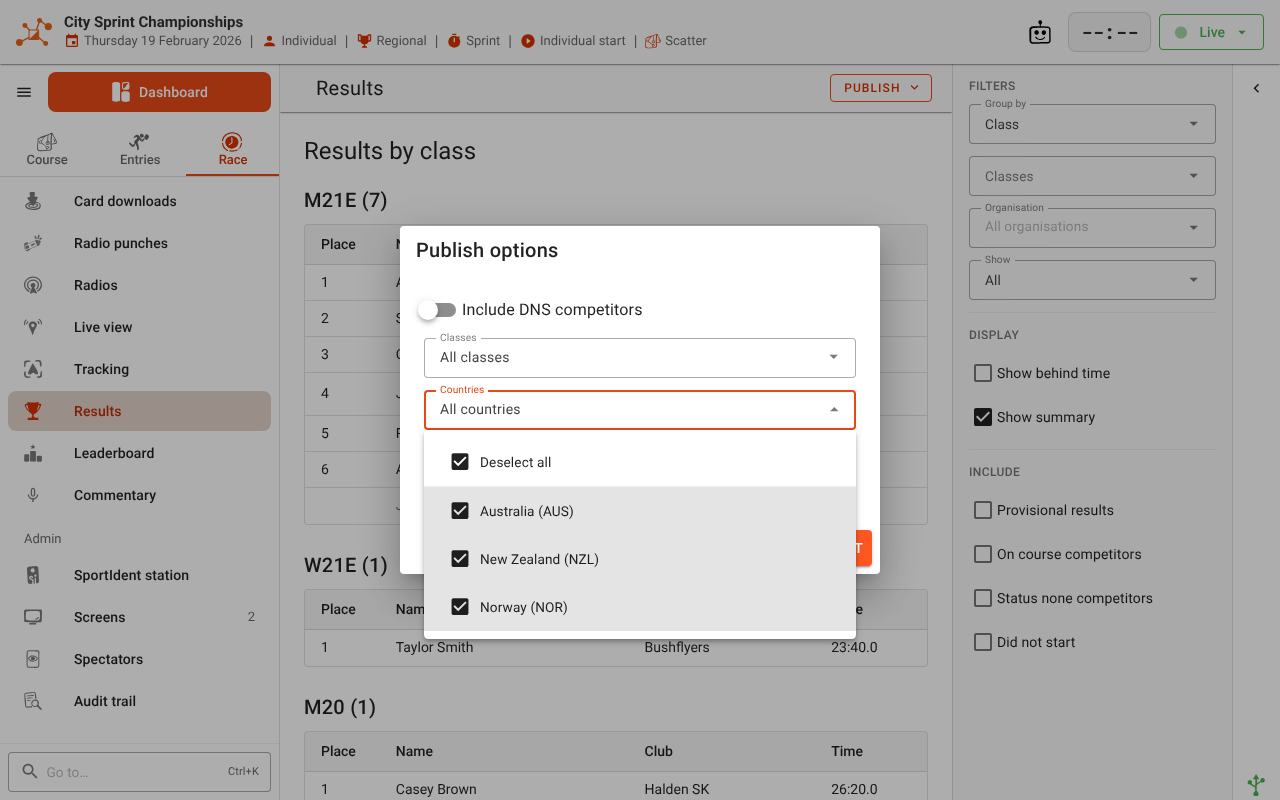 City Sprint Championships
Thursday 19 February 2026 | Individual | Regional | Sprint | Individual start | Scatter
--:--
Live
Dashboard
Course
Entries
Race
Card downloads
Radio punches
Radios
Live view
Tracking
Results
Leaderboard
Commentary
Admin
SportIdent station
Screens 2
Spectators
Audit trail
Go to…
Ctrl+K
Results
PUBLISH
Results by class
M21E (7)
Place
1
2
3
4
5
6
Publish options
Include DNS competitors
Classes
All classes
Countries
All countries
Deselect all
Australia (AUS)
New Zealand (NZL)
Norway (NOR)
W21E (1)
Place
1 Taylor Smith Bushflyers 23:40.0
M20 (1)
Place Name Club Time
1 Casey Brown Halden SK 26:20.0
FILTERS
Group by
Class
Classes
Organisation
All organisations
Show
All
DISPLAY
Show behind time
Show summary
INCLUDE
Provisional results
On course competitors
Status none competitors
Did not start